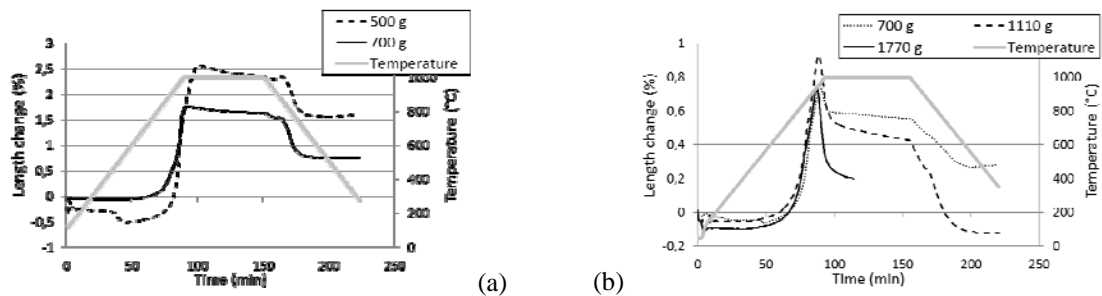 500 g
700 g
Temperature
3
2,5
2
1,5
1
0,5
0
-0,5
-1
Length change (%)
1000
800
600
400
200
0
Temperature (°C)
0 50 100 150 200 250
Time (min)
(a)
700 g 1110 g
1770 g Temperature
1
0,8
0,6
0,4
0,2
0
-0,2
Length change (%)
1000
800
600
400
200
0
Temperature (°C)
0 50 100 150 200 250
Time (min)
(b)